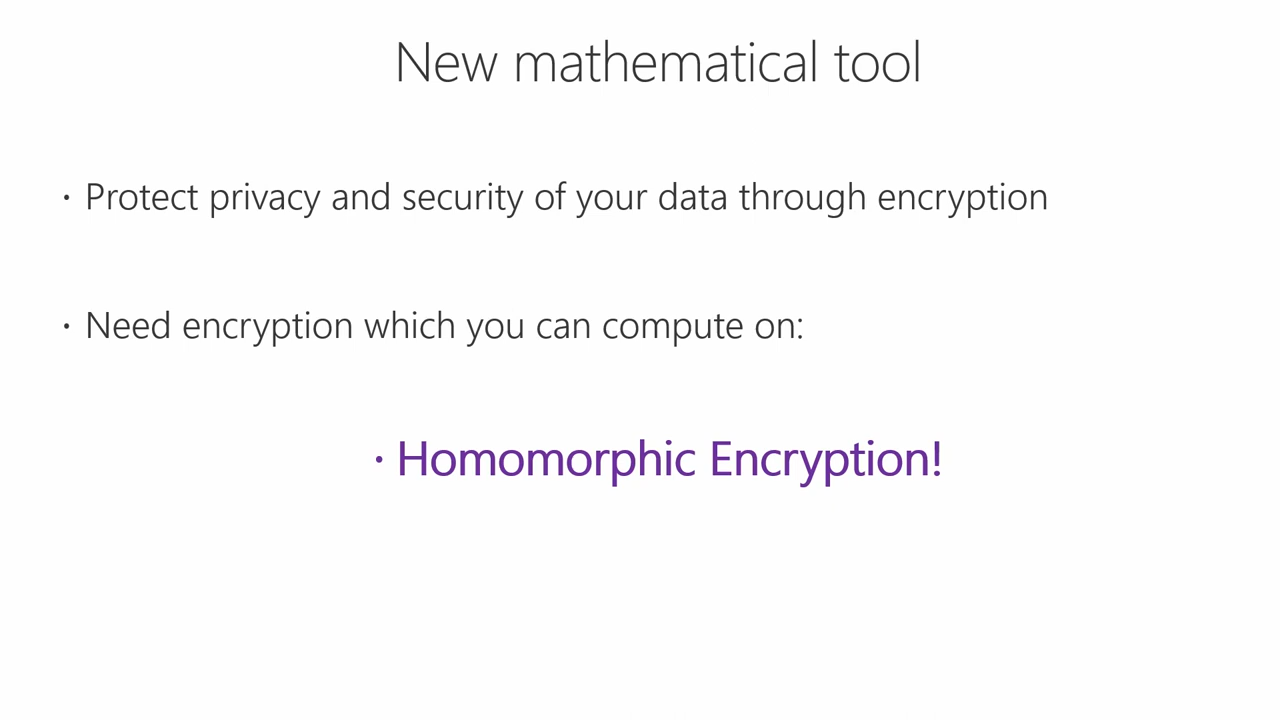 New mathematical tool
· Protect privacy and security of your data through encryption
· Need encryption which you can compute on:
· Homomorphic Encryption!